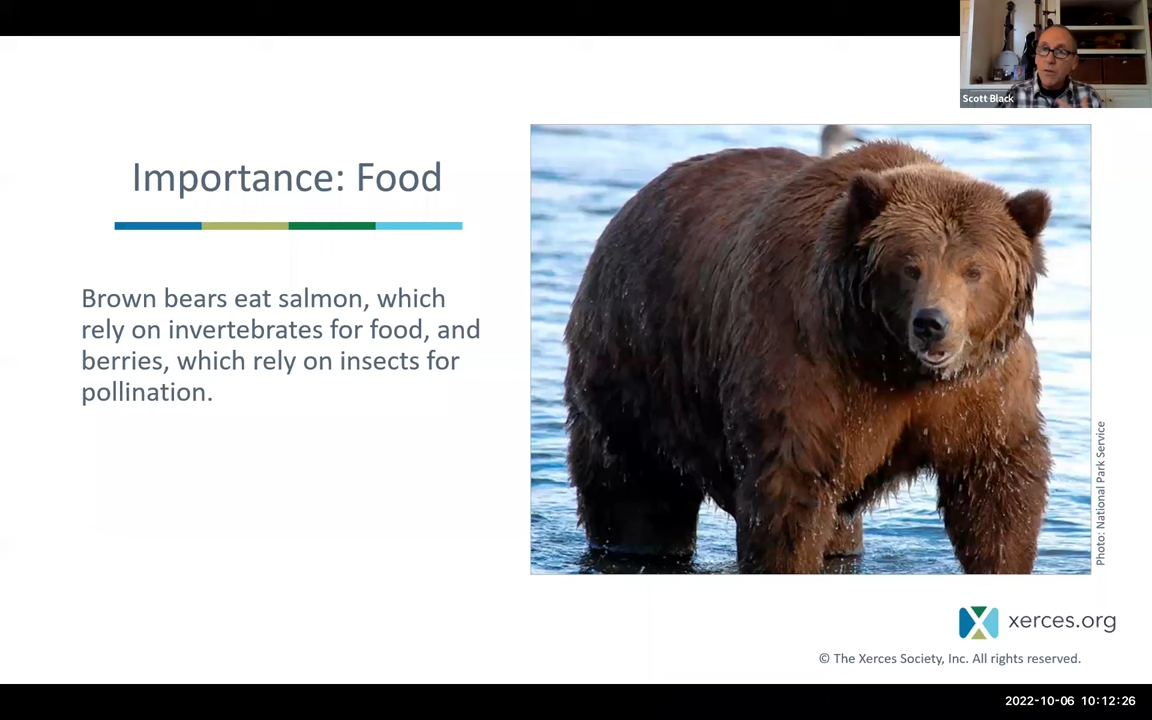 Scott Black
Importance: Food
Brown bears eat salmon, which
rely on invertebrates for food, and
berries, which rely on insects for
pollination.
Photo: National Park Service
xerces.org
© The Xerces Society, Inc. All rights reserved.
2022-10-06 10:12:26